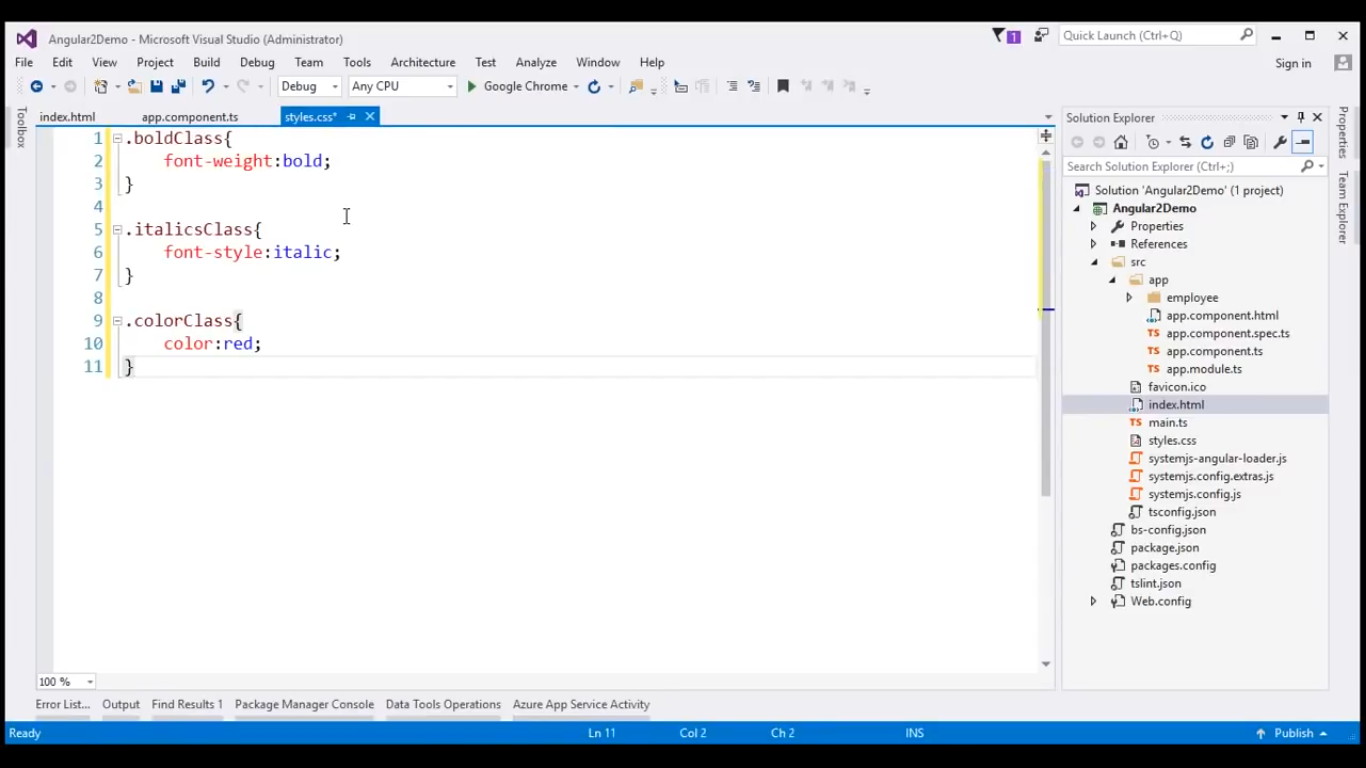 Angular2Demo - Microsoft Visual Studio (Administrator)
1
Quick Launch (Ctrl+Q)
File Edit View Project Build Debug Team Tools Architecture Test Analyze Window Help
Sign in
Debug Any CPU Google Chrome
Toolbox
index.html app.component.ts styles.css*
1 .boldClass{
2 font-weight:bold;
3 }
4
5 .italicsClass{
6 font-style:italic;
7 }
8
9 .colorClass{
10 color:red;
11 }
100 %
Solution Explorer
Search Solution Explorer (Ctrl+;)
Solution 'Angular2Demo' (1 project)
Angular2Demo
Properties
References
src
app
employee
app.component.html
app.component.spec.ts
TS
app.component.ts
TS
app.module.ts
TS
favicon.ico
index.html
main.ts
TS
styles.css
systemjs-angular-loader.js
systemjs.config.extras.js
systemjs.config.js
tsconfig.json
bs-config.json
package.json
packages.config
tslint.json
Web.config
Properties
Team Explorer
Error List... Output Find Results 1 Package Manager Console Data Tools Operations Azure App Service Activity
Ready Ln 11 Col 2 Ch 2 INS Publish